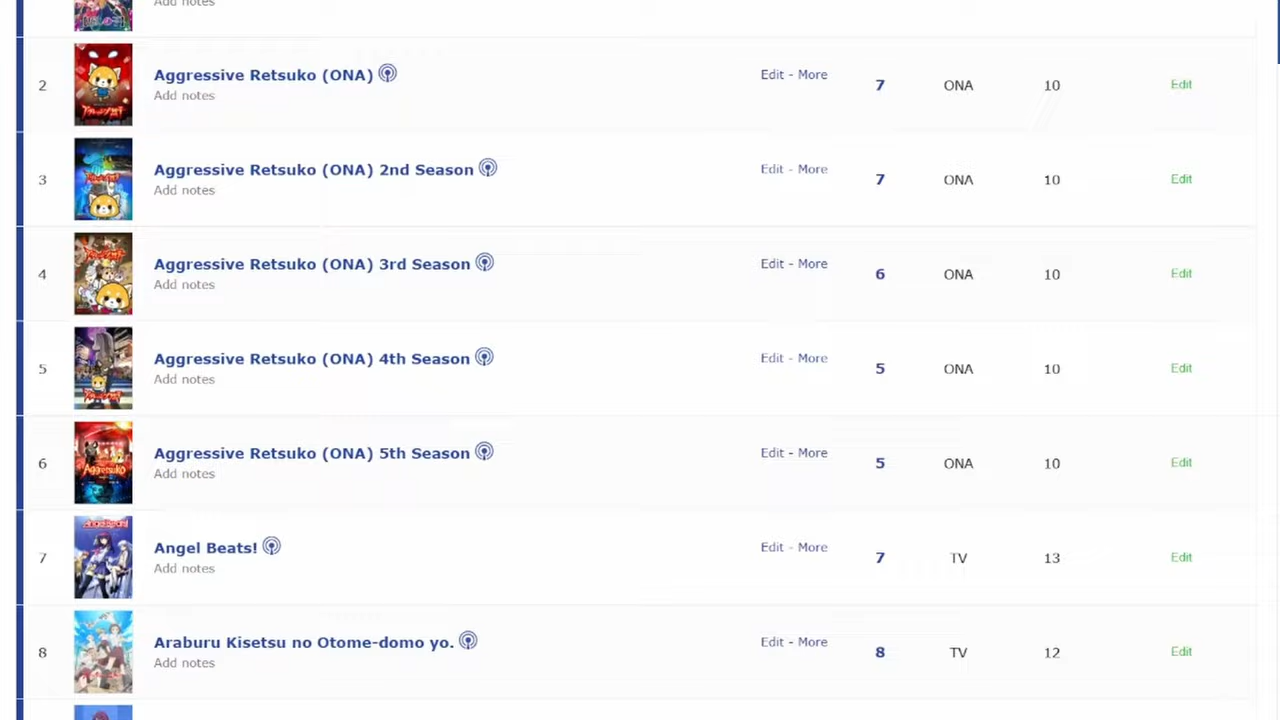 Add notes
2
Aggressive Retsuko (ONA)
Add notes
Edit - More
7
ONA
10
Edit
3
Aggressive Retsuko (ONA) 2nd Season
Add notes
Edit - More
7
ONA
10
Edit
4
Aggressive Retsuko (ONA) 3rd Season
Add notes
Edit - More
6
ONA
10
Edit
5
Aggressive Retsuko (ONA) 4th Season
Add notes
Edit - More
5
ONA
10
Edit
6
Aggressive Retsuko (ONA) 5th Season
Add notes
Edit - More
5
ONA
10
Edit
Aggretsuko
7
Angel Beats!
Add notes
Edit - More
7
TV
13
Edit
8
Araburu Kisetsu no Otome-domo yo.
Add notes
Edit - More
8
TV
12
Edit